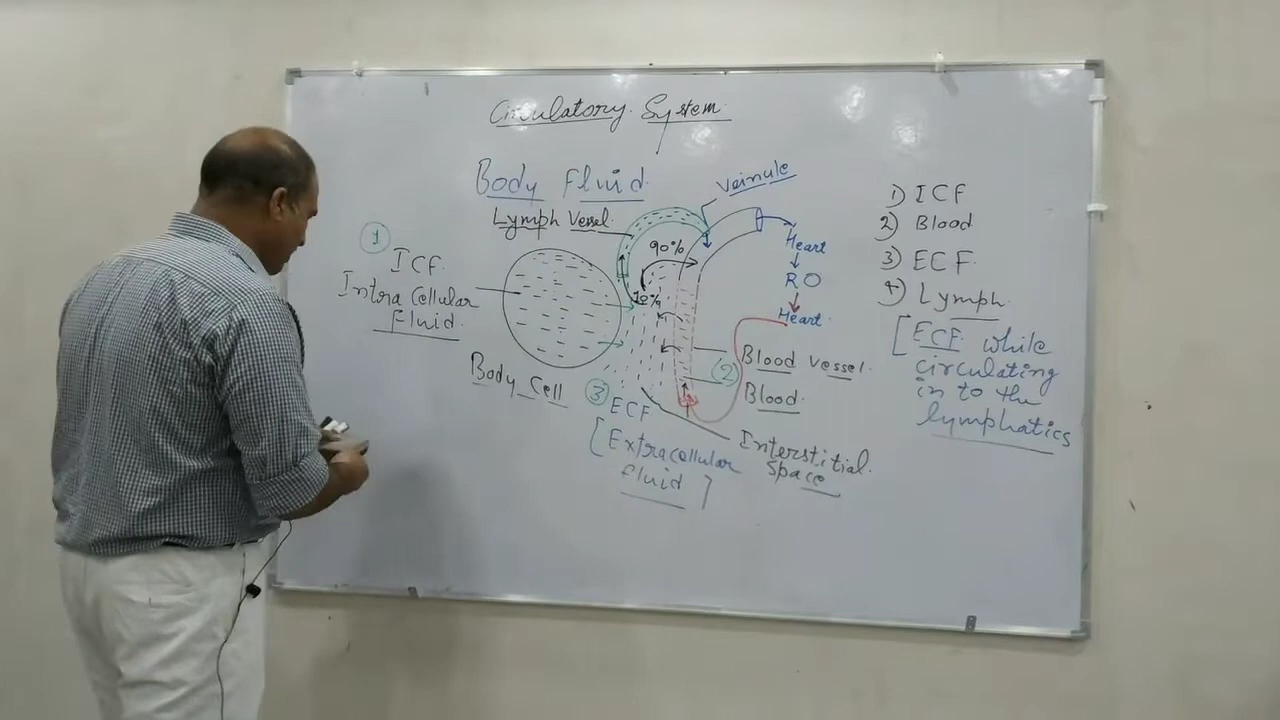 Circulatory System
Body Fluid
Veinule
Lymph Vessel
1
ICF
Intra Cellular
fluid
Body Cell
90%
10%
Heart
RO
Heart
Blood Vessel
2
Blood
3
ECF
[Extracellular
fluid]
Interstitial
Space
1) ICF
2) Blood
3) ECF
4) Lymph
[ECF while
circulating
in to the
lymphatics